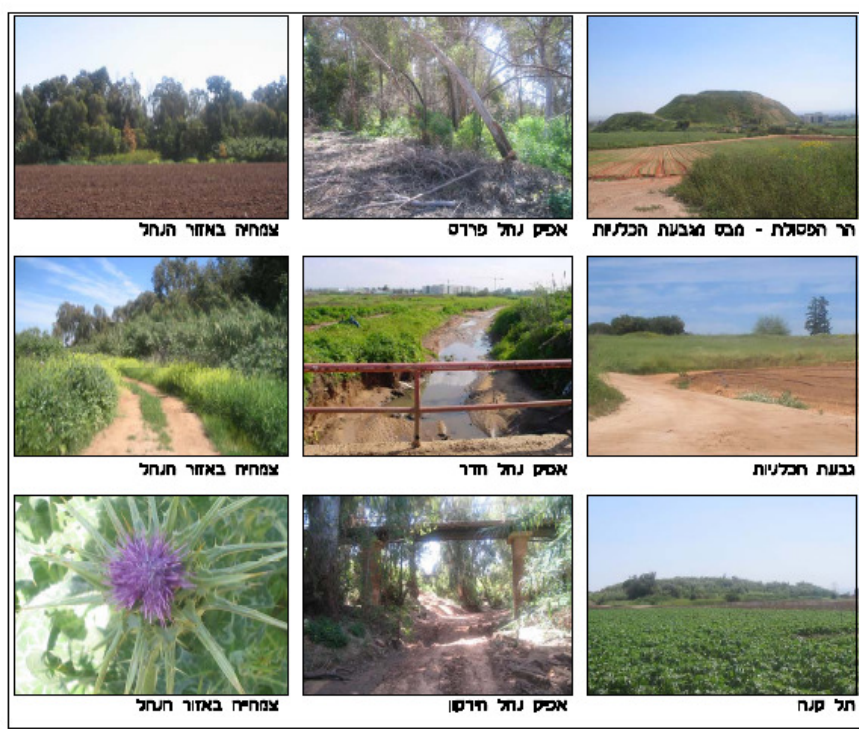 הר הפסולת - מבט מגבעת הכלניות
אפיק נחל פרדס
צמחיה באזור הנחל
גבעת הכלניות
אפיק נחל הדר
צמחיה באזור הנחל
תל קנה
אפיק נחל הירקון
צמחייה באזור הנחל